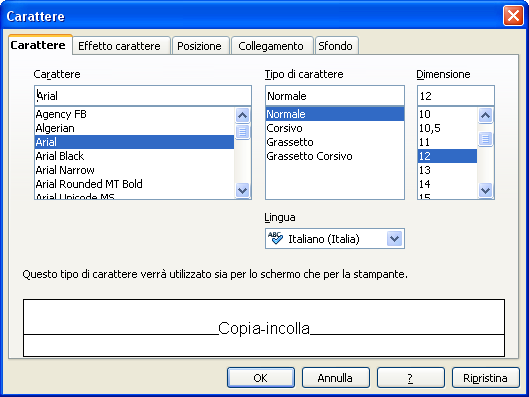 Carattere
Carattere Effetto carattere Posizione Collegamento Sfondo
Carattere Tipo di carattere Dimensione
Arial Normale 12
Agency FB Normale 10
Algerian Corsivo 10,5
Arial Grassetto 11
Arial Black Grassetto Corsivo 12
Arial Narrow 13
Arial Rounded MT Bold 14
Arial Unicode MS 15
Lingua
ABC Italiano (Italia)
Questo tipo di carattere verrà utilizzato sia per lo schermo che per la stampante.
Copia-incolla
OK Annulla ? Ripristina